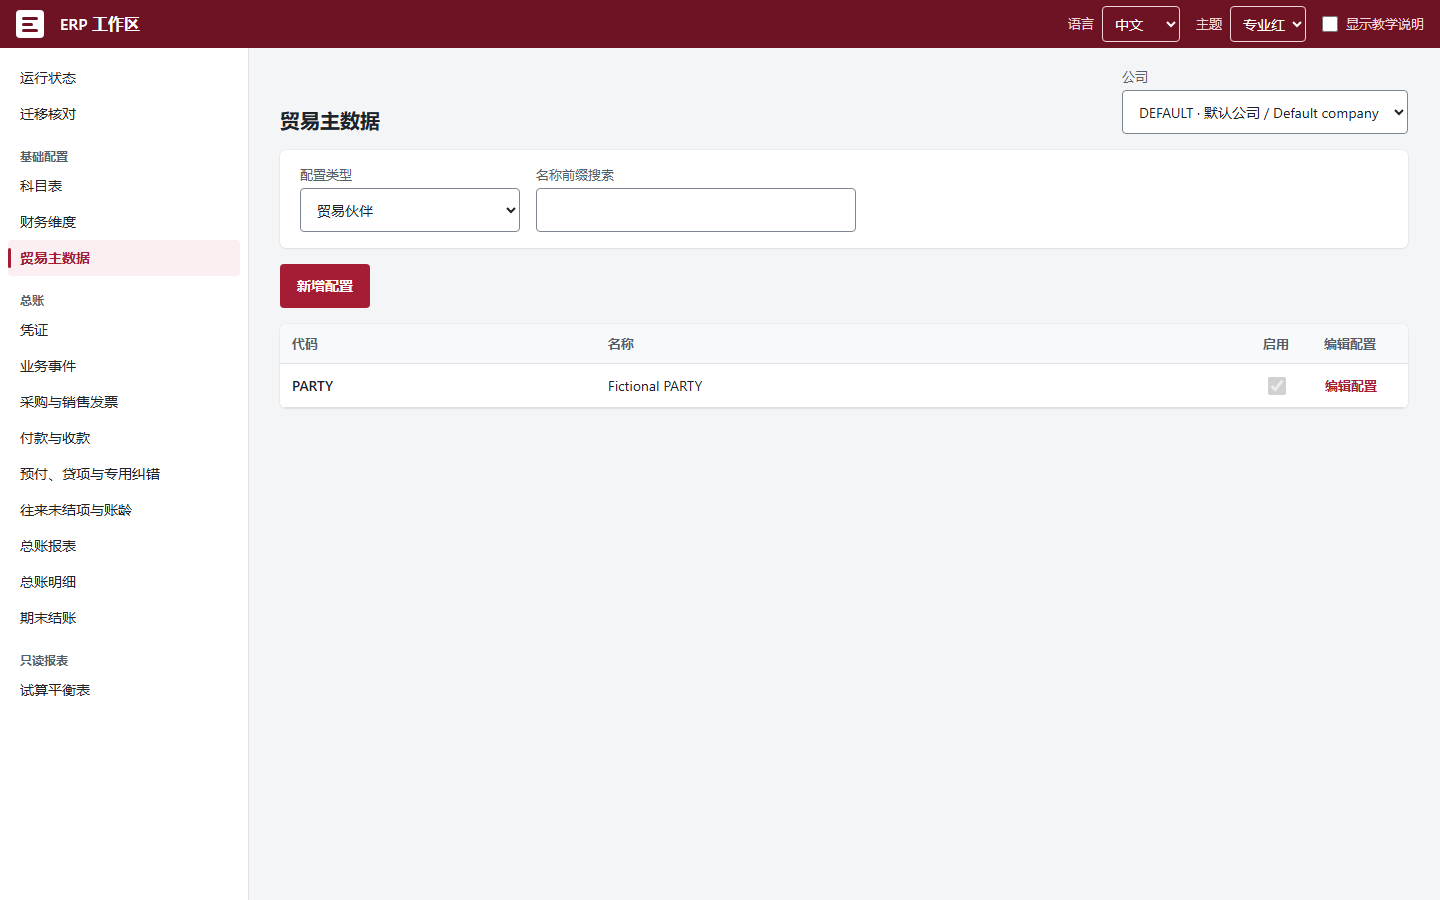 ERP 工作区
语言 中文 主题 专业红 显示教学说明
运行状态
迁移核对
基础配置
科目表
财务维度
贸易主数据
总账
凭证
业务事件
采购与销售发票
付款与收款
预付、贷项与专用纠错
往来未结项与账龄
总账报表
总账明细
期末结账
只读报表
试算平衡表
公司
贸易主数据
DEFAULT · 默认公司 / Default company
配置类型 名称前缀搜索
贸易伙伴
新增配置
代码 名称 启用 编辑配置
PARTY Fictional PARTY 编辑配置